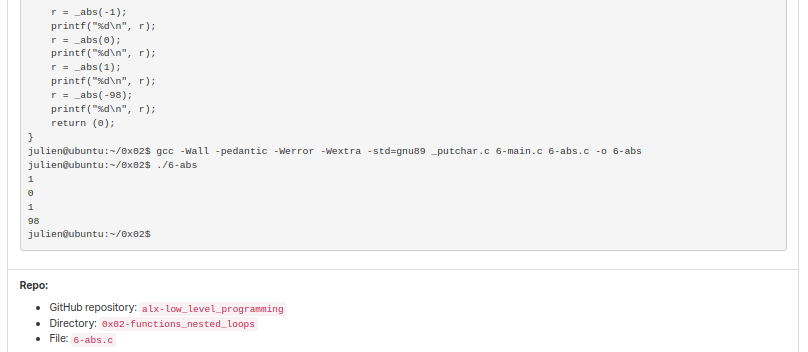 r = _abs(-1);
printf("%d\n", r);
r = _abs(0);
printf("%d\n", r);
r = _abs(1);
printf("%d\n", r);
r = _abs(-98);
printf("%d\n", r);
return (0);
}
julien@ubuntu:~/0x02$ gcc -Wall -pedantic -Werror -Wextra -std=gnu89 _putchar.c 6-main.c 6-abs.c -o 6-abs
julien@ubuntu:~/0x02$ ./6-abs
1
0
1
98
julien@ubuntu:~/0x02$
Repo:
• GitHub repository: alx-low_level_programming
• Directory: 0x02-functions_nested_loops
• File: 6-abs.c